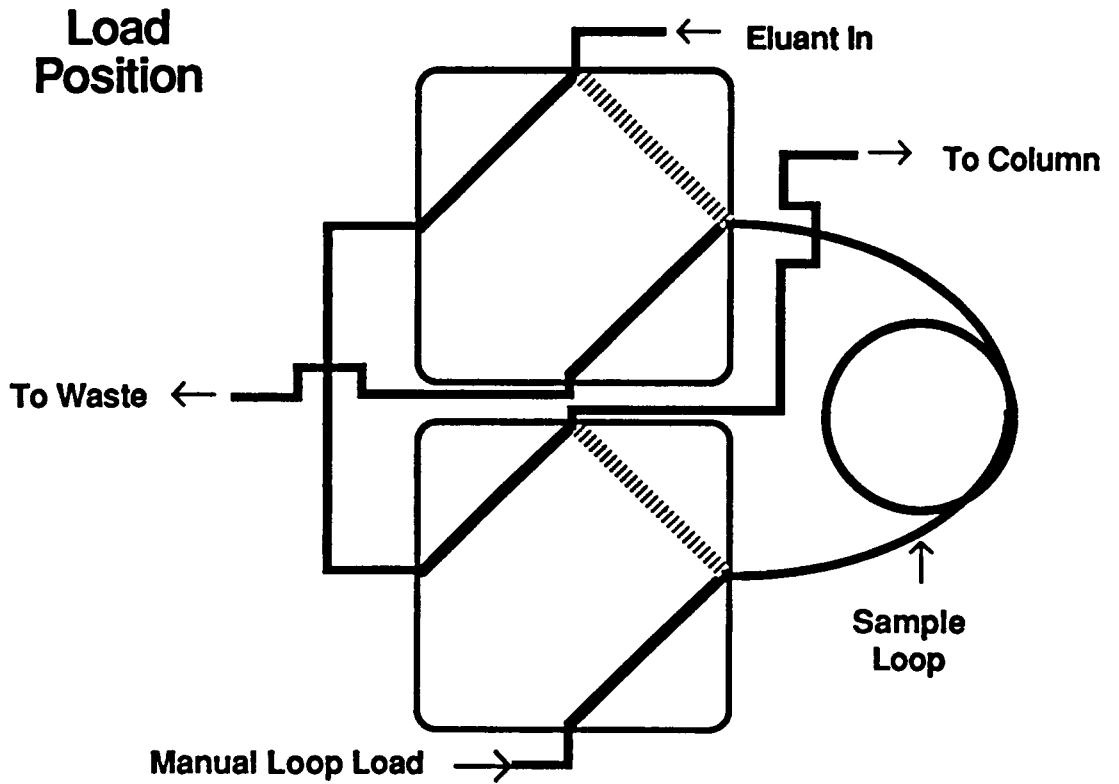 Load
Position
Eluant In
To Column
To Waste
Sample
Loop
Manual Loop Load